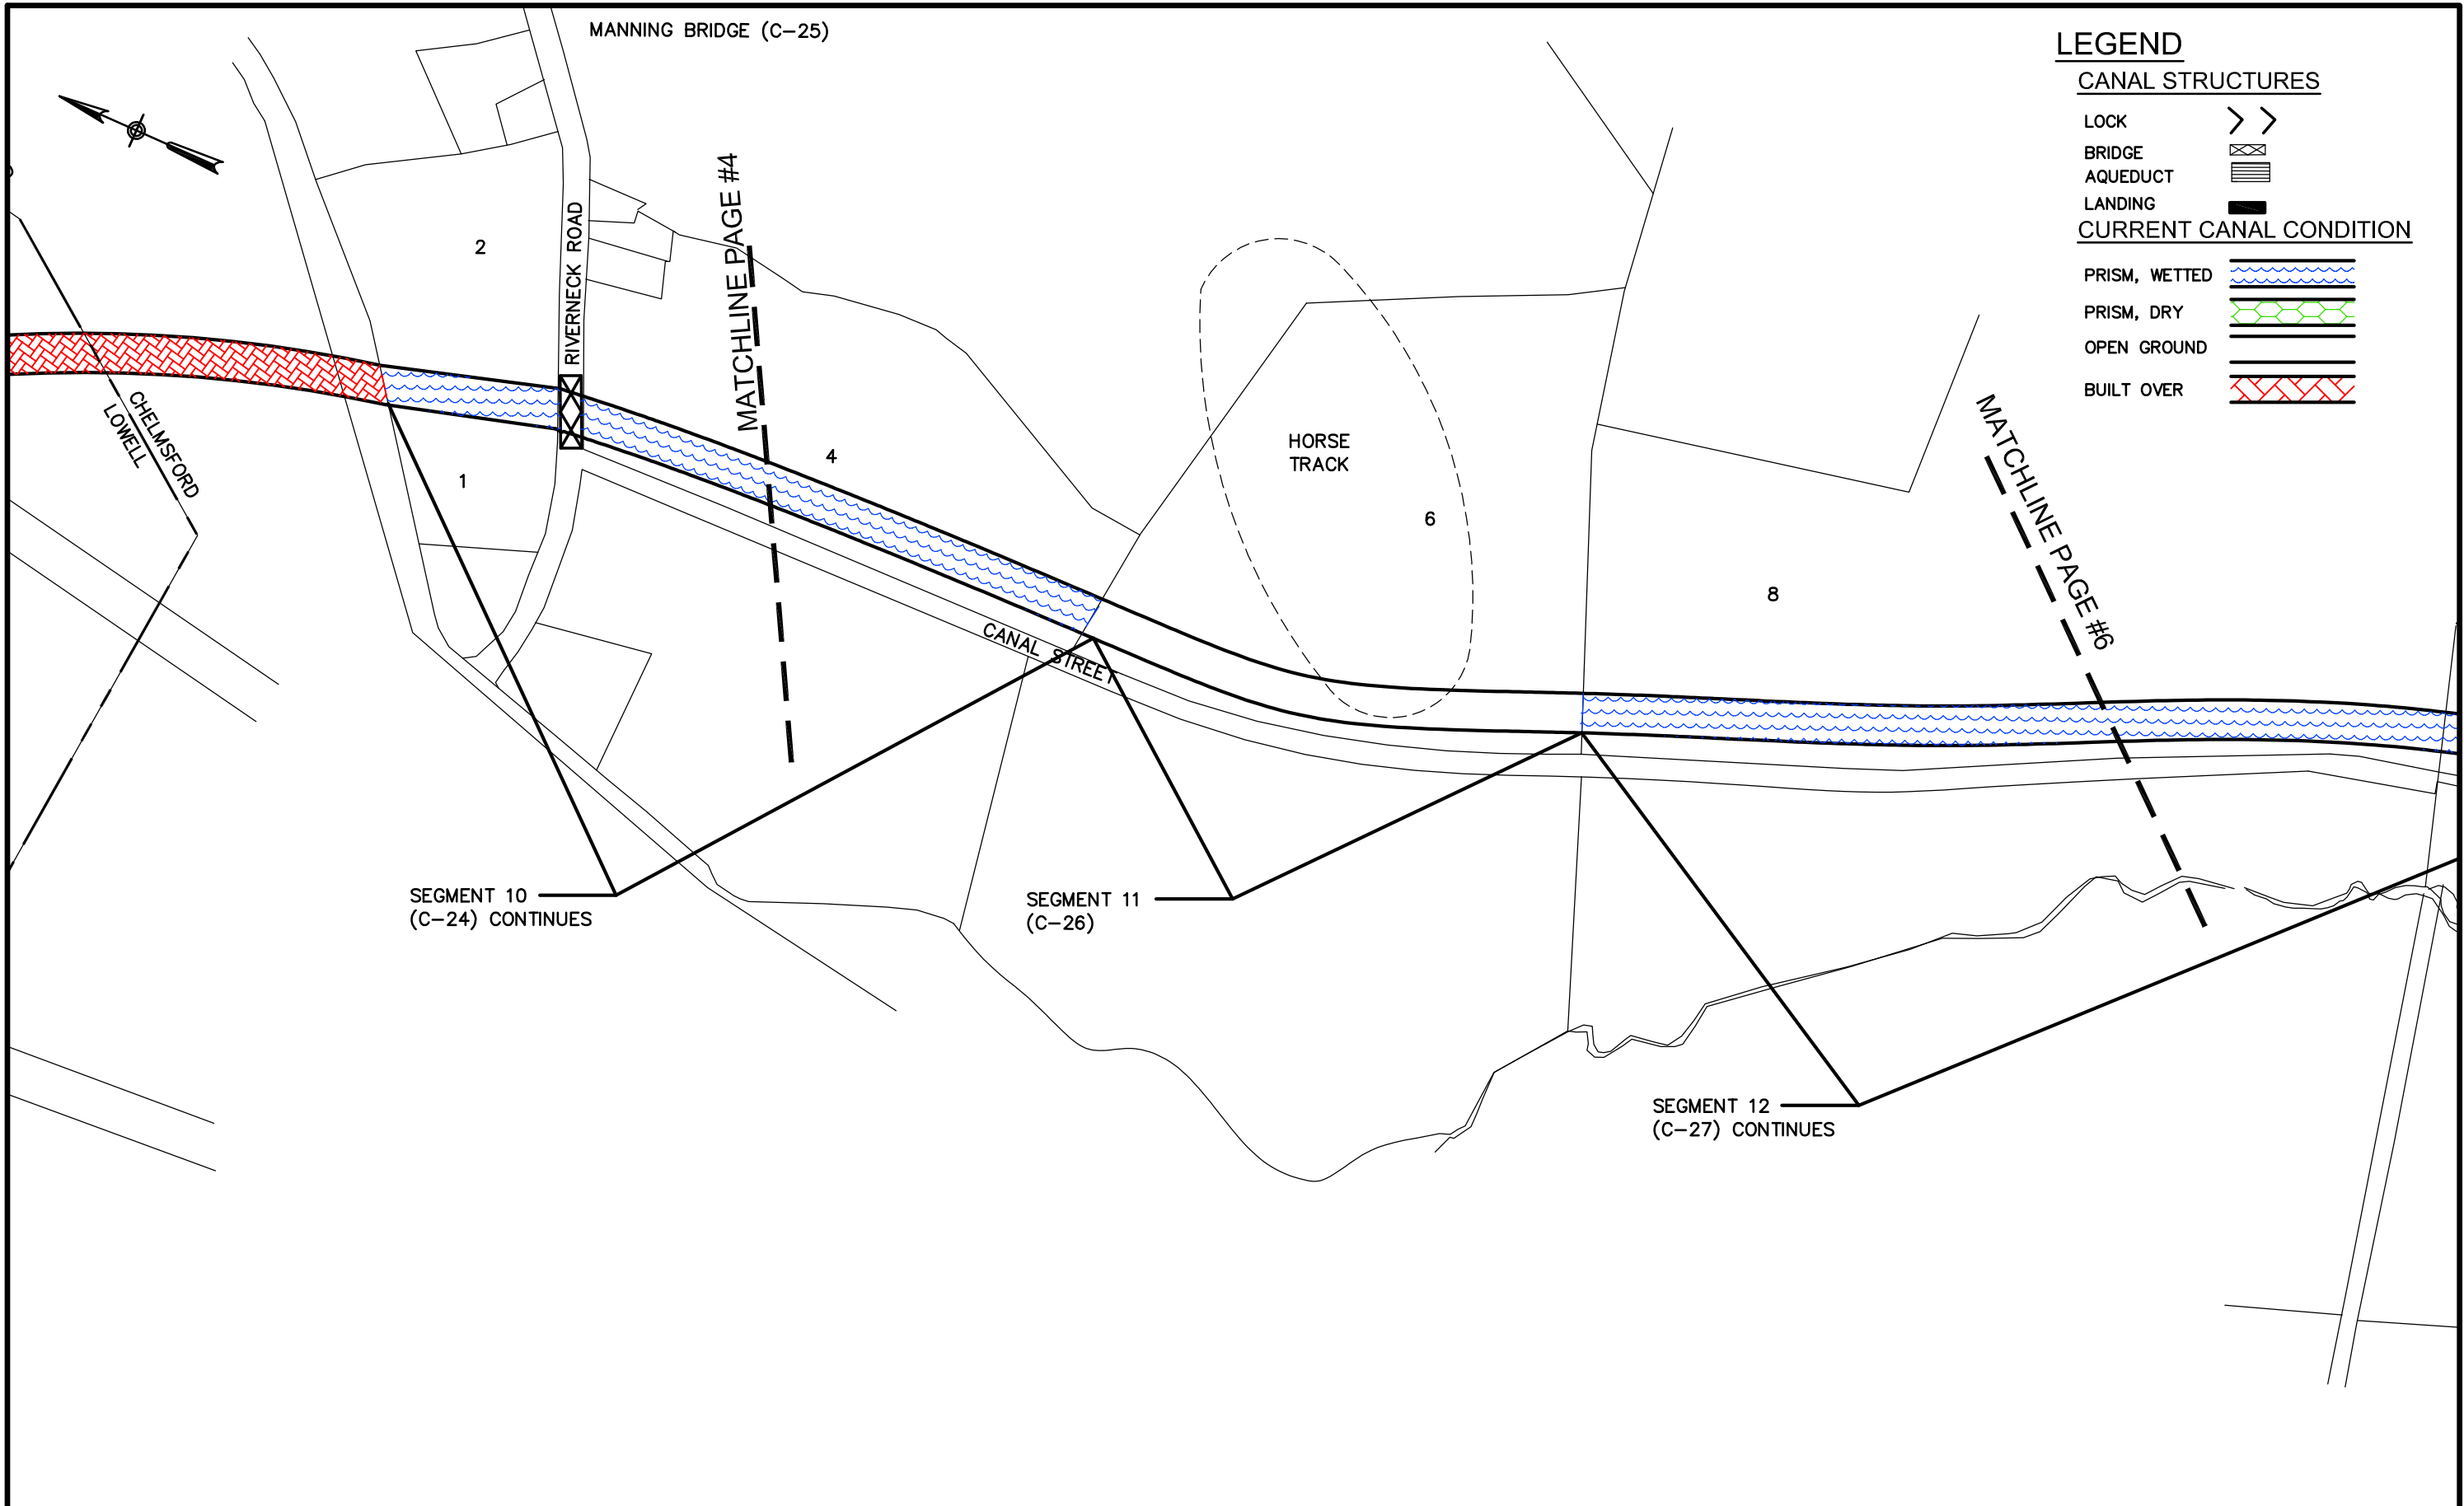 MANNING BRIDGE (C-25)
LEGEND
CANAL STRUCTURES
LOCK
BRIDGE
AQUEDUCT
LANDING
CURRENT CANAL CONDITION
PRISM, WETTED
PRISM, DRY
OPEN GROUND
BUILT OVER
2
RIVERNECK ROAD
MATCHLINE PAGE #4
CHELMSFORD
LOWELL
1
4
HORSE
TRACK
6
8
MATCHLINE PAGE #6
CANAL STREET
SEGMENT 10
(C-24) CONTINUES
SEGMENT 11
(C-26)
SEGMENT 12
(C-27) CONTINUES